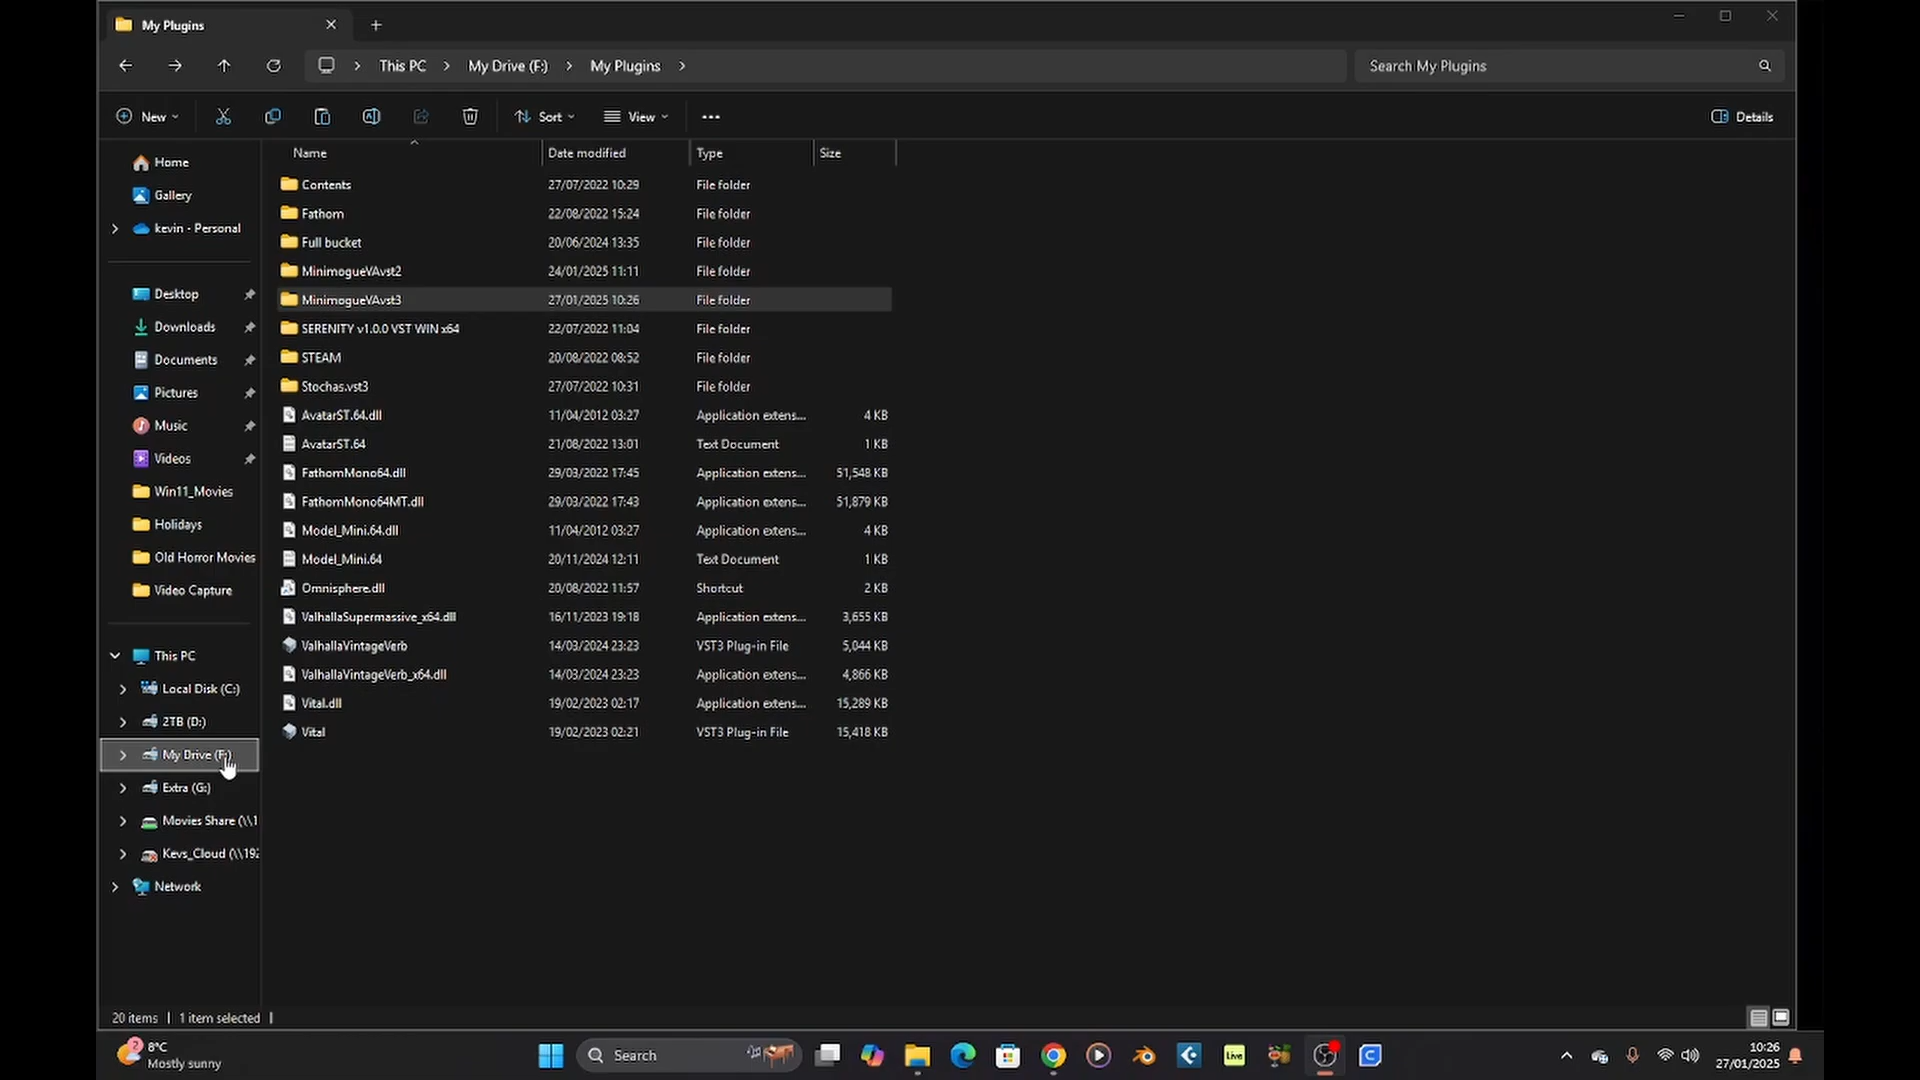 My Plugins
This PC > My Drive (F:) > My Plugins >
Search My Plugins
New
Sort
View
Details
Name Date modified Type Size
Home
Gallery
kevin - Personal
Desktop
Downloads
Documents
Pictures
Music
Videos
Win11_Movies
Holidays
Old Horror Movies
Video Capture
This PC
Local Disk (C:)
2TB (D:)
My Drive (F:)
Extra (G:)
Movies Share (\\1
Kevs_Cloud (\\192
Network
Contents 27/07/2022 10:29 File folder
Fathom 22/08/2022 15:24 File folder
Full bucket 20/06/2024 13:35 File folder
MinimogueVAvst2 24/01/2025 11:11 File folder
MinimogueVAvst3 27/01/2025 10:26 File folder
SERENITY v1.0.0 VST WIN x64 22/07/2022 11:04 File folder
STEAM 20/08/2022 08:52 File folder
Stochas.vst3 27/07/2022 10:31 File folder
AvatarST.64.dll 11/04/2012 03:27 Application extens... 4 KB
AvatarST.64 21/08/2022 13:01 Text Document 1 KB
FathomMono64.dll 29/03/2022 17:45 Application extens... 51,548 KB
FathomMono64MT.dll 29/03/2022 17:43 Application extens... 51,879 KB
Model_Mini.64.dll 11/04/2012 03:27 Application extens... 4 KB
Model_Mini.64 20/11/2024 12:11 Text Document 1 KB
Omnisphere.dll 20/08/2022 11:57 Shortcut 2 KB
ValhallaSupermassive_x64.dll 16/11/2023 19:18 Application extens... 3,655 KB
ValhallaVintageVerb 14/03/2024 23:23 VST3 Plug-in File 5,044 KB
ValhallaVintageVerb_x64.dll 14/03/2024 23:23 Application extens... 4,866 KB
Vital.dll 19/02/2023 02:17 Application extens... 15,289 KB
Vital 19/02/2023 02:21 VST3 Plug-in File 15,418 KB
20 items | 1 item selected |
2
8°C
Mostly sunny
Search
Live
10:26
27/01/2025